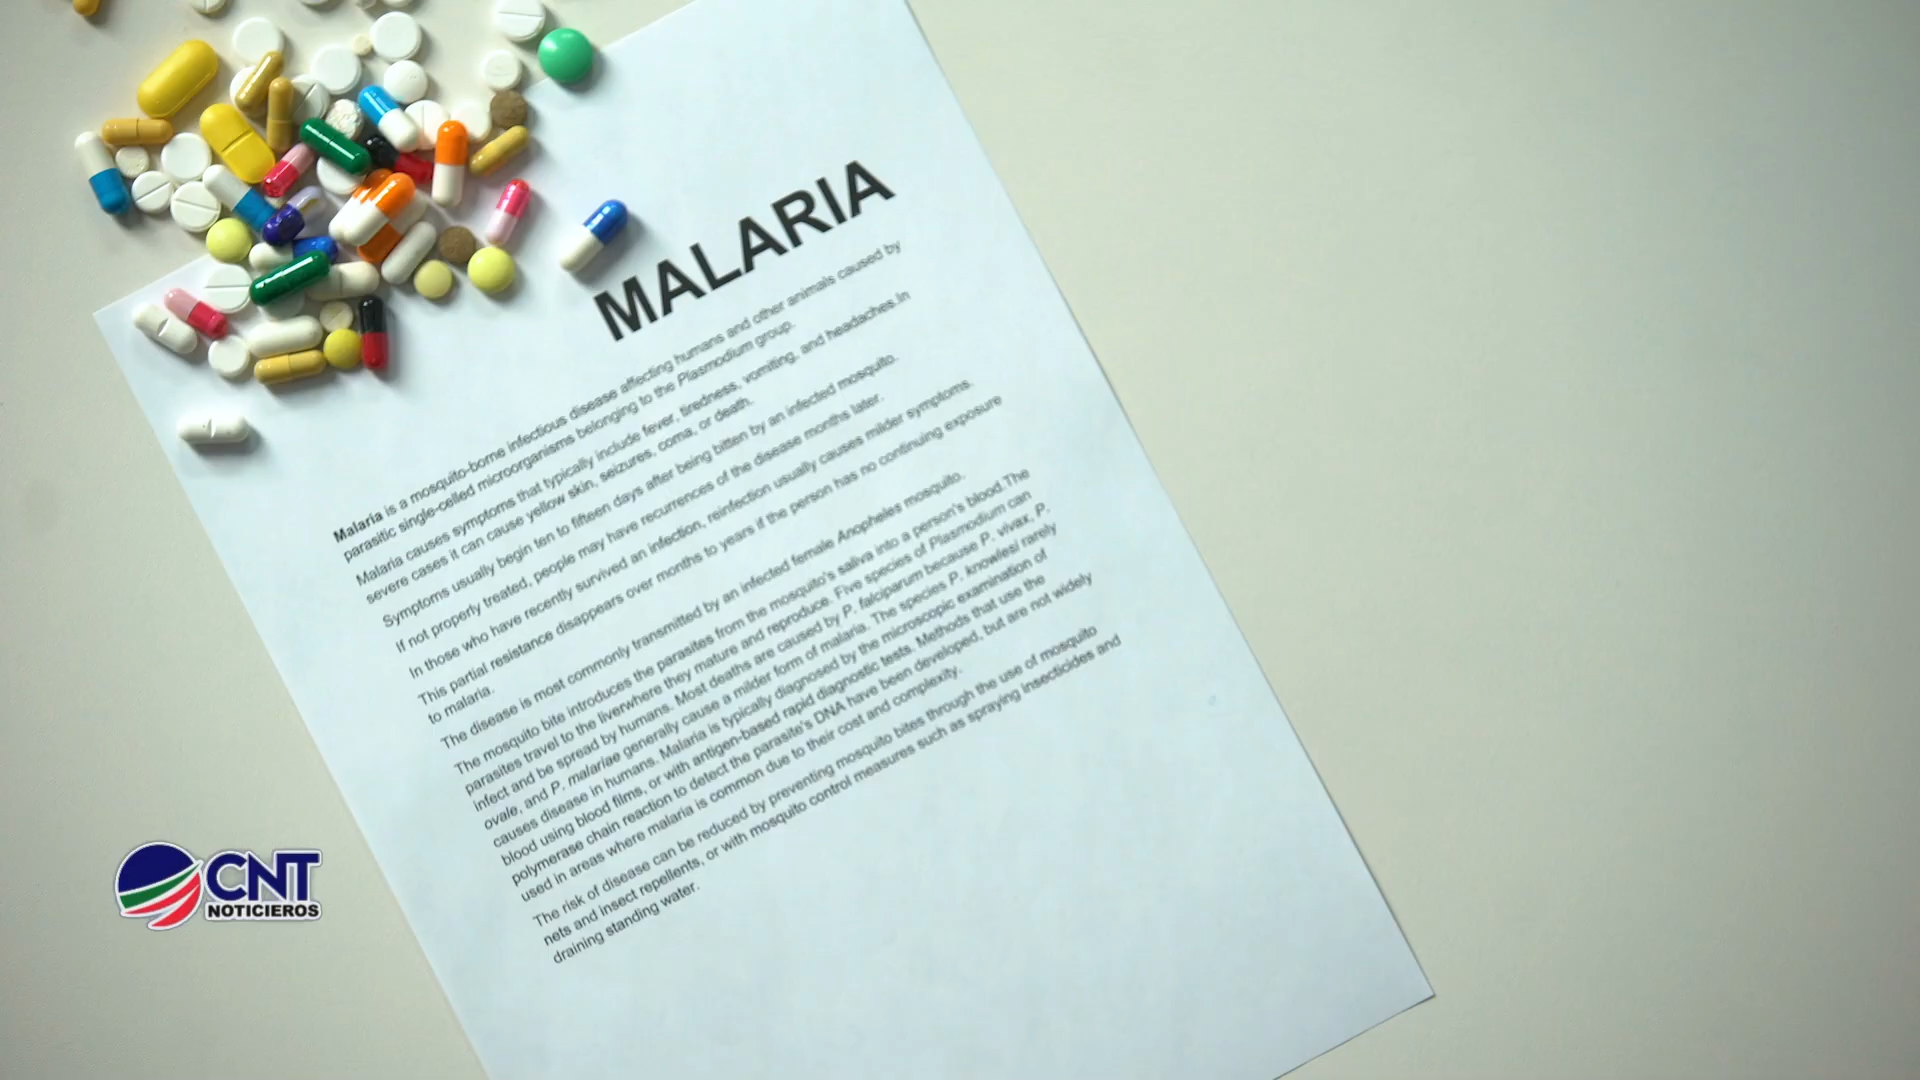 MALARIA
Malaria is a mosquito-borne infectious disease affecting humans and other animals caused by
parasitic single-celled microorganisms belonging to the Plasmodium group.
Malaria causes symptoms that typically include fever, tiredness, vomiting, and headaches.In
severe cases it can cause yellow skin, seizures, coma, or death.
Symptoms usually begin ten to fifteen days after being bitten by an infected mosquito.
If not properly treated, people may have recurrences of the disease months later.
In those who have recently survived an infection, reinfection usually causes milder symptoms.
This partial resistance disappears over months to years if the person has no continuing exposure
to malaria.
The disease is most commonly transmitted by an infected female Anopheles mosquito.
The mosquito bite introduces the parasites from the mosquito's saliva into a person's blood.The
parasites travel to the liverwhere they mature and reproduce. Five species of Plasmodium can
infect and be spread by humans. Most deaths are caused by P. falciparum because P. vivax, P.
ovale, and P. malariae generally cause a milder form of malaria. The species P. knowlesi rarely
causes disease in humans. Malaria is typically diagnosed by the microscopic examination of
blood using blood films, or with antigen-based rapid diagnostic tests. Methods that use the
polymerase chain reaction to detect the parasite's DNA have been developed, but are not widely
used in areas where malaria is common due to their cost and complexity.
The risk of disease can be reduced by preventing mosquito bites through the use of mosquito
nets and insect repellents, or with mosquito control measures such as spraying insecticides and
draining standing water.
CNT
NOTICIEROS